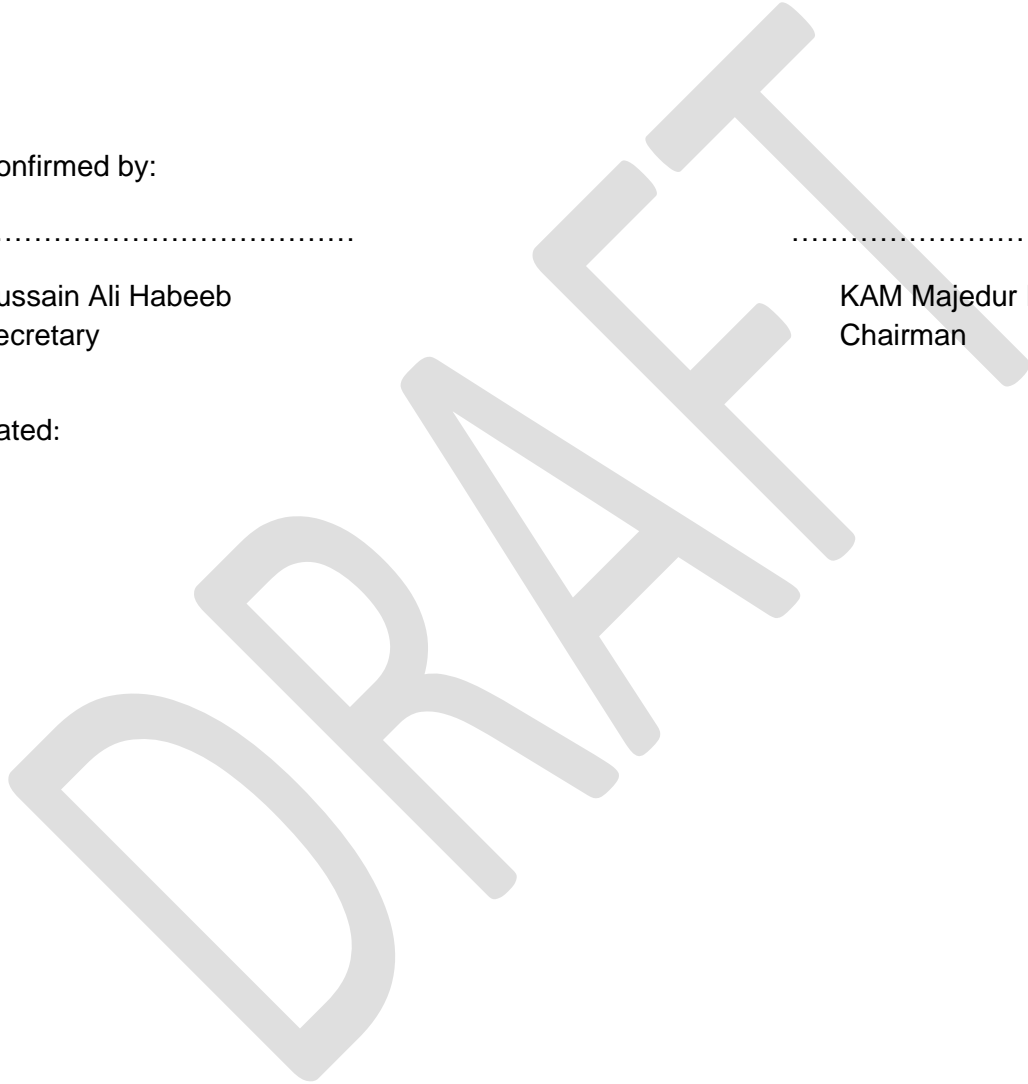 onfirmed by:
…………………………………. …………………….
ussain Ali Habeeb KAM Majedur
ecretary Chairman
ated:
DRAFT